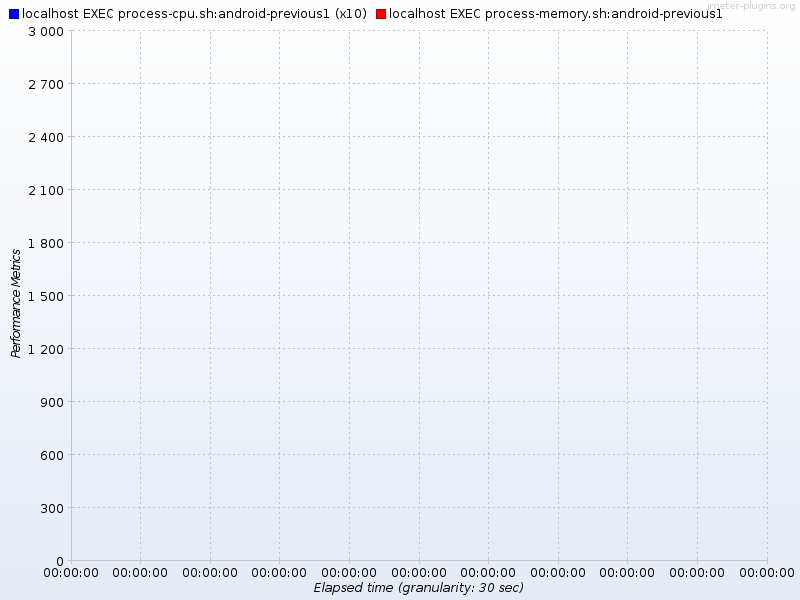 localhost EXEC process-cpu.sh:android-previous1 (x10) localhost EXEC process-memory.sh:android-previous1
jmeter-plugins.org
3 000
2 700
2 400
2 100
1 800
1 500
1 200
900
600
300
0
Performance Metrics
00:00:00 00:00:00 00:00:00 00:00:00 00:00:00 00:00:00 00:00:00 00:00:00 00:00:00 00:00:00 00:00:00
Elapsed time (granularity: 30 sec)